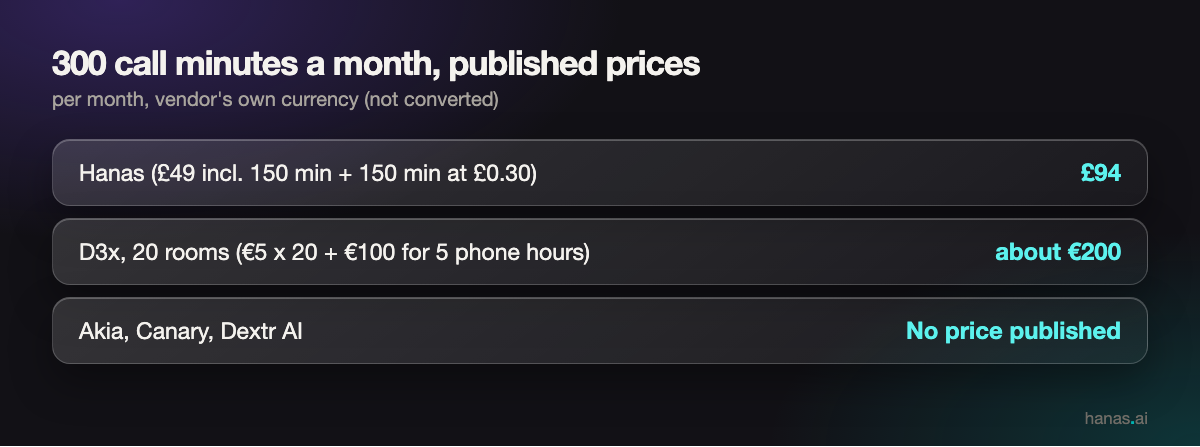 300 call minutes a month, published prices
per month, vendor's own currency (not converted)
Hanas (£49 incl. 150 min + 150 min at £0.30)
£94
D3x, 20 rooms (€5 x 20 + €100 for 5 phone hours)
about €200
Akia, Canary, Dextr AI
No price published
hanas.ai